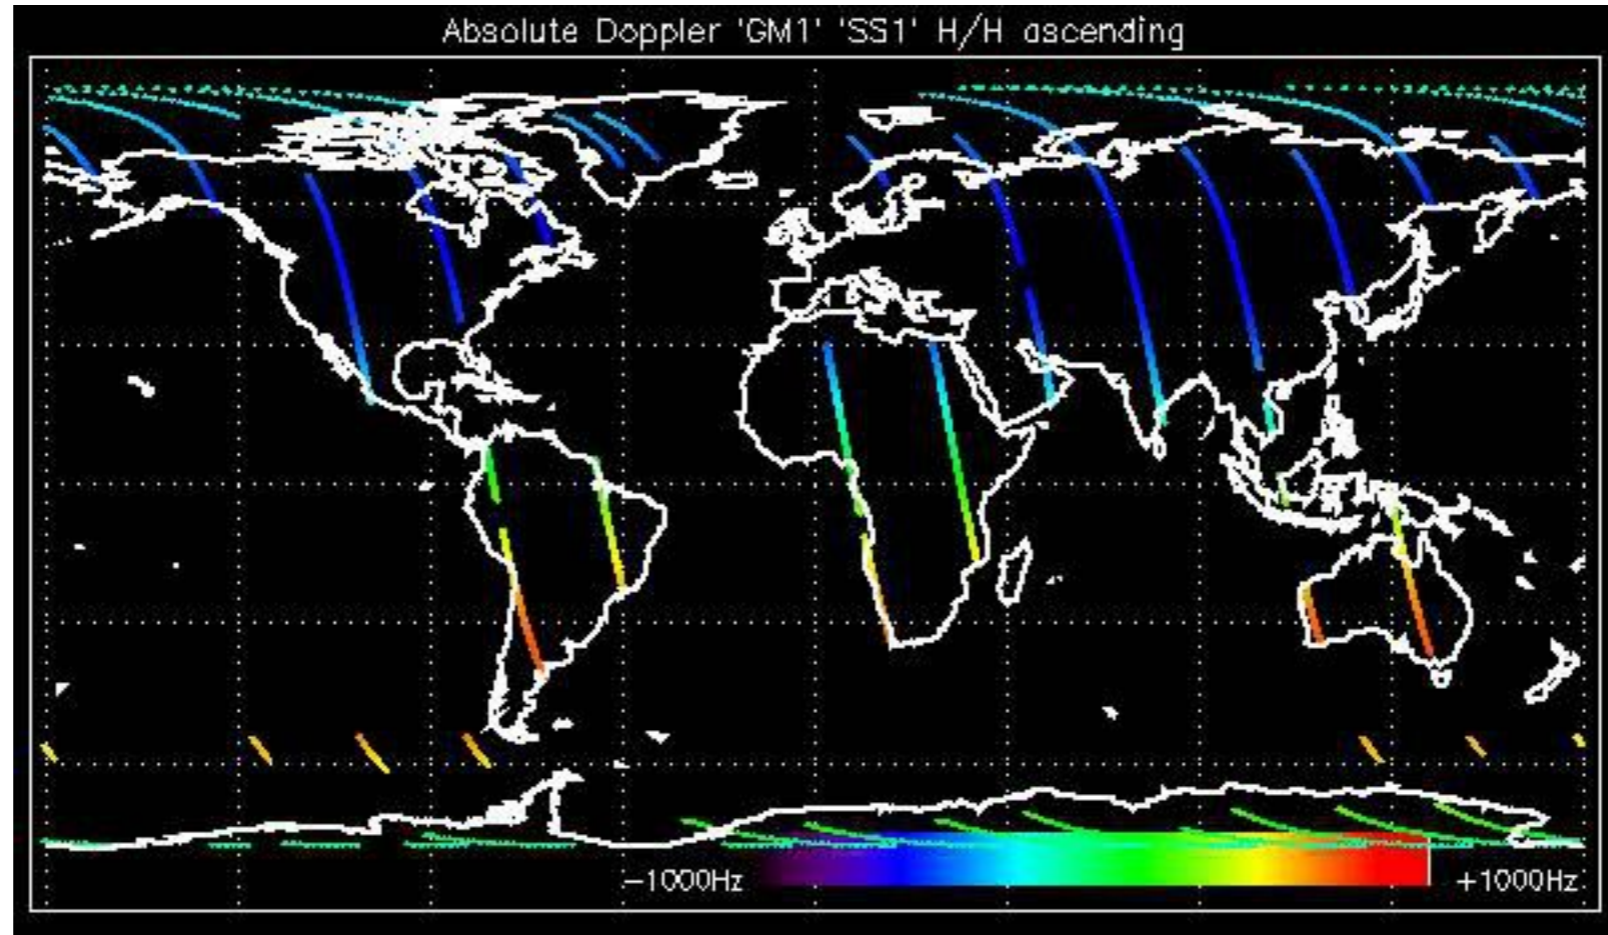 Absolute Doppler 'GM1' 'SS1' H/H ascending
−1000Hz
+1000Hz